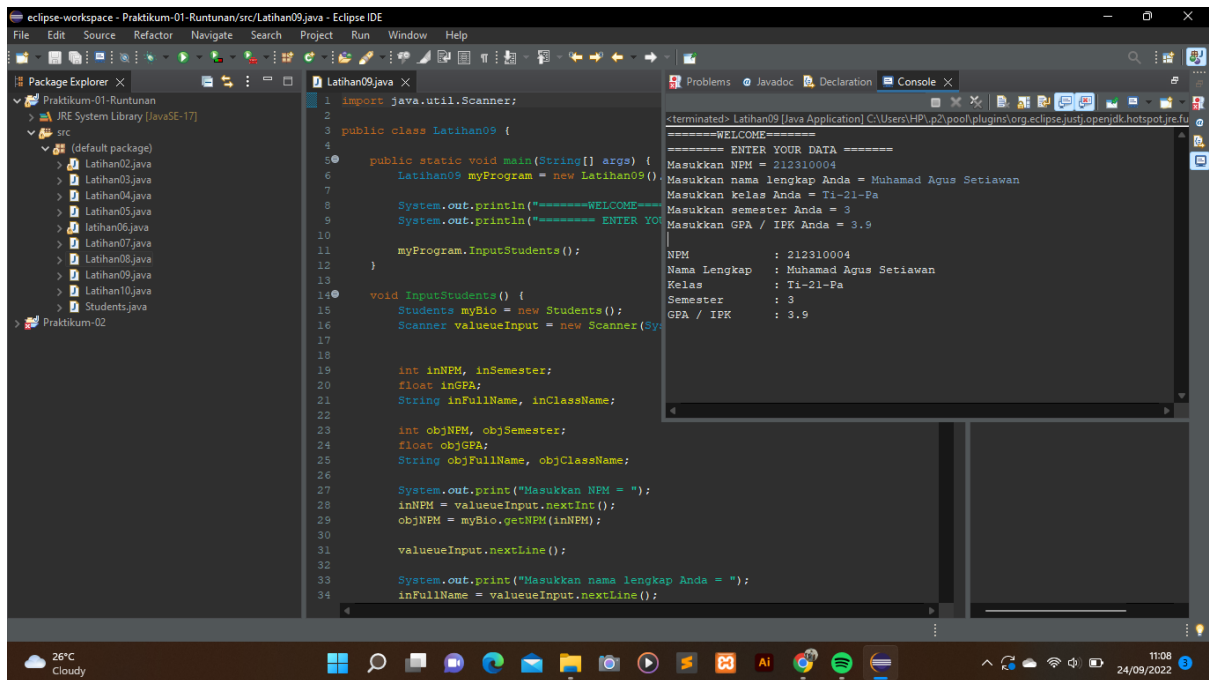 eclipse-workspace - Praktikum-01-Runtunan/src/Latihan09.java - Eclipse IDE
File Edit Source Refactor Navigate Search Project Run Window Help
Package Explorer
Praktikum-01-Runtunan
JRE System Library [JavaSE-17]
src
(default package)
Latihan02.java
Latihan03.java
Latihan04.java
Latihan05.java
latihan06.java
Latihan07.java
Latihan08.java
Latihan09.java
Latihan10.java
Students.java
Praktikum-02
Latihan09.java
1 import java.util.Scanner;
2
3 public class Latihan09 {
4
5 public static void main(String[] args) {
6 Latihan09 myProgram = new Latihan09()
7
8 System.out.println("=======WELCOME===
9 System.out.println("======== ENTER YO
10
11 myProgram.InputStudents();
12 }
13
14 void InputStudents() {
15 Students myBio = new Students();
16 Scanner valueueInput = new Scanner(Sy
17
18
19 int inNPM, inSemester;
20 float inGPA;
21 String inFullName, inClassName;
22
23 int objNPM, objSemester;
24 float objGPA;
25 String objFullName, objClassName;
26
27 System.out.print("Masukkan NPM = ");
28 inNPM = valueueInput.nextInt();
29 objNPM = myBio.getNPM(inNPM);
30
31 valueueInput.nextLine();
32
33 System.out.print("Masukkan nama lengkap Anda = ");
34 inFullName = valueueInput.nextLine();
Problems Javadoc Declaration Console
<terminated> Latihan09 [Java Application] C:\Users\HP\.p2\pool\plugins\org.eclipse.justj.openjdk.hotspot.jre.fu
=======WELCOME=======
======== ENTER YOUR DATA =======
Masukkan NPM = 212310004
Masukkan nama lengkap Anda = Muhamad Agus Setiawan
Masukkan kelas Anda = Ti-21-Pa
Masukkan semester Anda = 3
Masukkan GPA / IPK Anda = 3.9
NPM : 212310004
Nama Lengkap : Muhamad Agus Setiawan
Kelas : Ti-21-Pa
Semester : 3
GPA / IPK : 3.9
26°C
Cloudy
Ai
11:08
24/09/2022
3